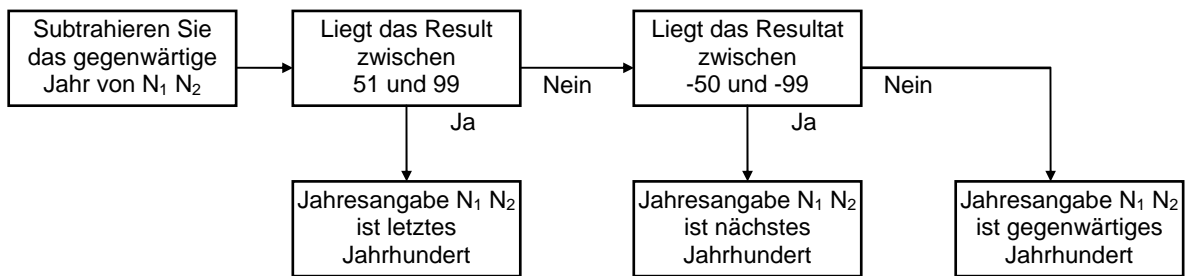 Subtrahieren Sie
das gegenwärtige
Jahr von N₁ N₂
Liegt das Result
zwischen
51 und 99
Nein
Liegt das Resultat
zwischen
-50 und -99
Nein
Ja
Ja
Jahresangabe N₁ N₂
ist letztes
Jahrhundert
Jahresangabe N₁ N₂
ist nächstes
Jahrhundert
Jahresangabe N₁ N₂
ist gegenwärtiges
Jahrhundert